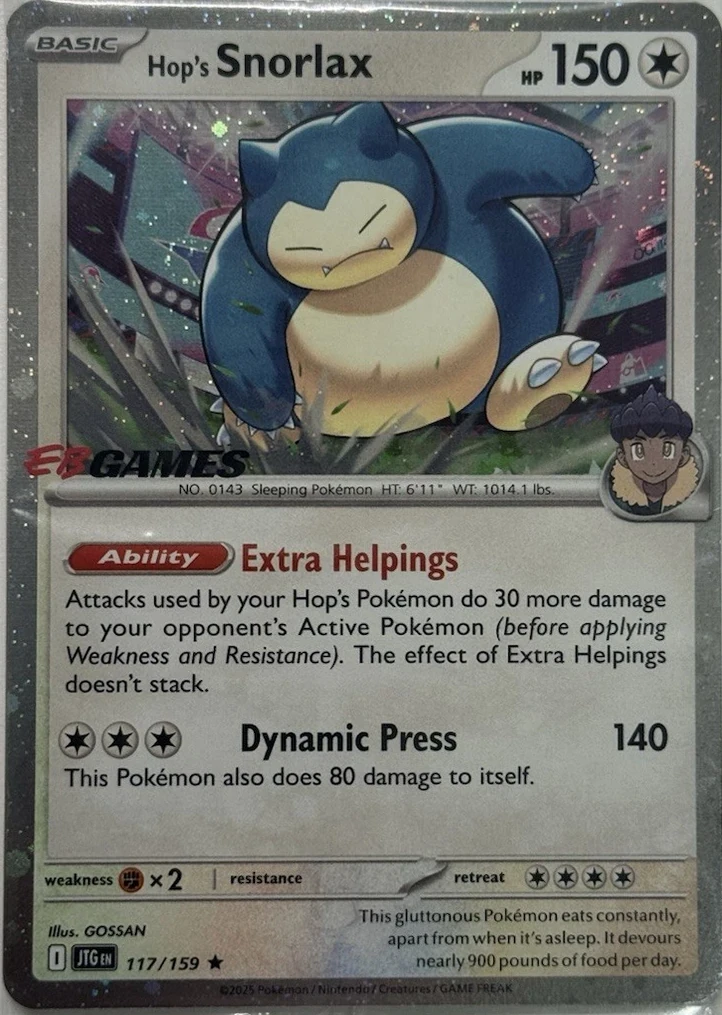 BASIC
Hop's Snorlax
HP 150
EB GAMES
NO. 0143 Sleeping Pokémon HT: 6'11" WT: 1014.1 lbs.
Ability Extra Helpings
Attacks used by your Hop's Pokémon do 30 more damage
to your opponent's Active Pokémon (before applying
Weakness and Resistance). The effect of Extra Helpings
doesn't stack.
Dynamic Press 140
This Pokémon also does 80 damage to itself.
weakness ×2 resistance retreat
Illus. GOSSAN
I JTG EN 117/159 ★
This gluttonous Pokémon eats constantly,
apart from when it's asleep. It devours
nearly 900 pounds of food per day.
©2025 Pokémon / Nintendo / Creatures / GAME FREAK